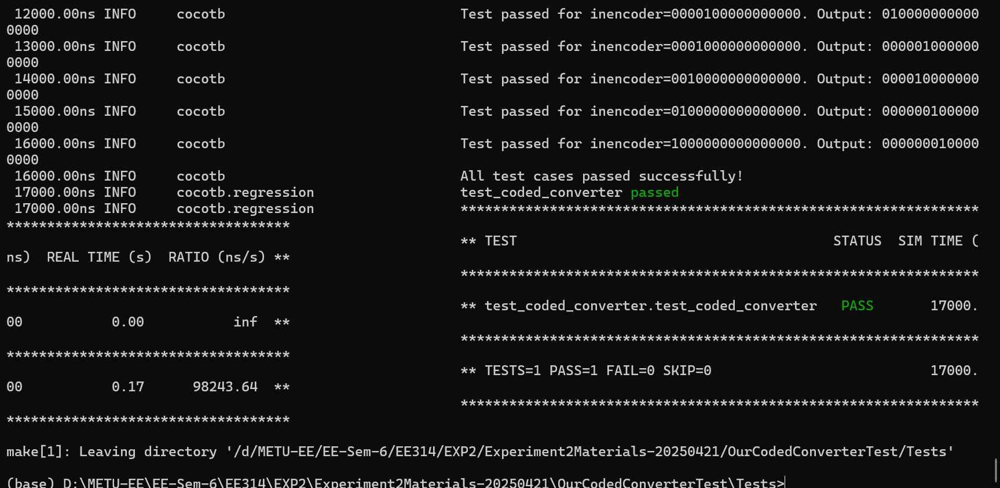 12000.00ns INFO     cocotb                             Test passed for inencoder=0000100000000000. Output: 010000000000
0000
13000.00ns INFO     cocotb                             Test passed for inencoder=0001000000000000. Output: 000001000000
0000
14000.00ns INFO     cocotb                             Test passed for inencoder=0010000000000000. Output: 000010000000
0000
15000.00ns INFO     cocotb                             Test passed for inencoder=0100000000000000. Output: 000000100000
0000
16000.00ns INFO     cocotb                             Test passed for inencoder=1000000000000000. Output: 000000010000
0000
16000.00ns INFO     cocotb                             All test cases passed successfully!
17000.00ns INFO     cocotb.regression                  test_coded_converter passed
17000.00ns INFO     cocotb.regression                  ****************************************************************
***********************************
** TEST                                       STATUS  SIM TIME (
ns)  REAL TIME (s)  RATIO (ns/s) **
****************************************************************
***********************************
** test_coded_converter.test_coded_converter   PASS       17000.
00           0.00           inf  **
****************************************************************
***********************************
** TESTS=1 PASS=1 FAIL=0 SKIP=0                           17000.
00           0.17      98243.64  **
****************************************************************
***********************************
make[1]: Leaving directory '/d/METU-EE/EE-Sem-6/EE314/EXP2/Experiment2Materials-20250421/OurCodedConverterTest/Tests'
(base) D:\METU-EE\EE-Sem-6\EE314\EXP2\Experiment2Materials-20250421\OurCodedConverterTest\Tests>